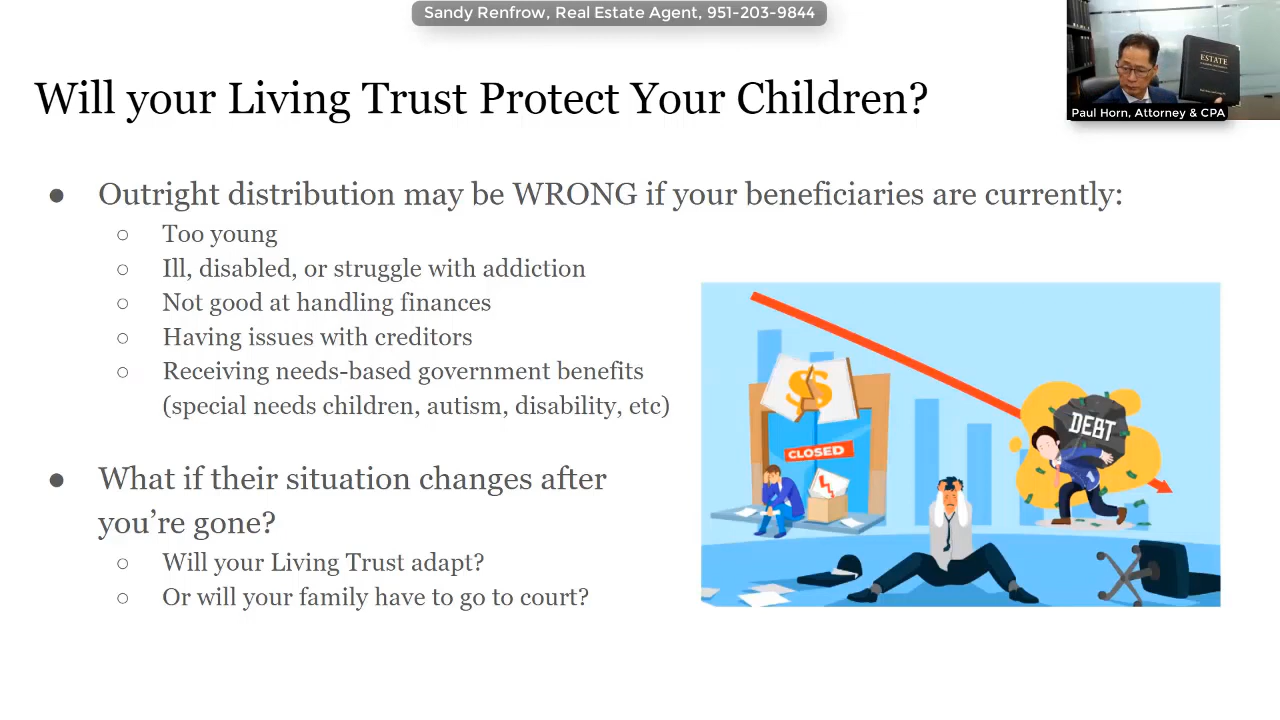 Sandy Renfrow, Real Estate Agent, 951-203-9844
Will your Living Trust Protect Your Children?
ESTATE
Paul Horn, Attorney & CPA
● Outright distribution may be WRONG if your beneficiaries are currently:
○ Too young
○ Ill, disabled, or struggle with addiction
○ Not good at handling finances
○ Having issues with creditors
○ Receiving needs-based government benefits
(special needs children, autism, disability, etc)
● What if their situation changes after
you’re gone?
○ Will your Living Trust adapt?
○ Or will your family have to go to court?
$
CLOSED
DEBT